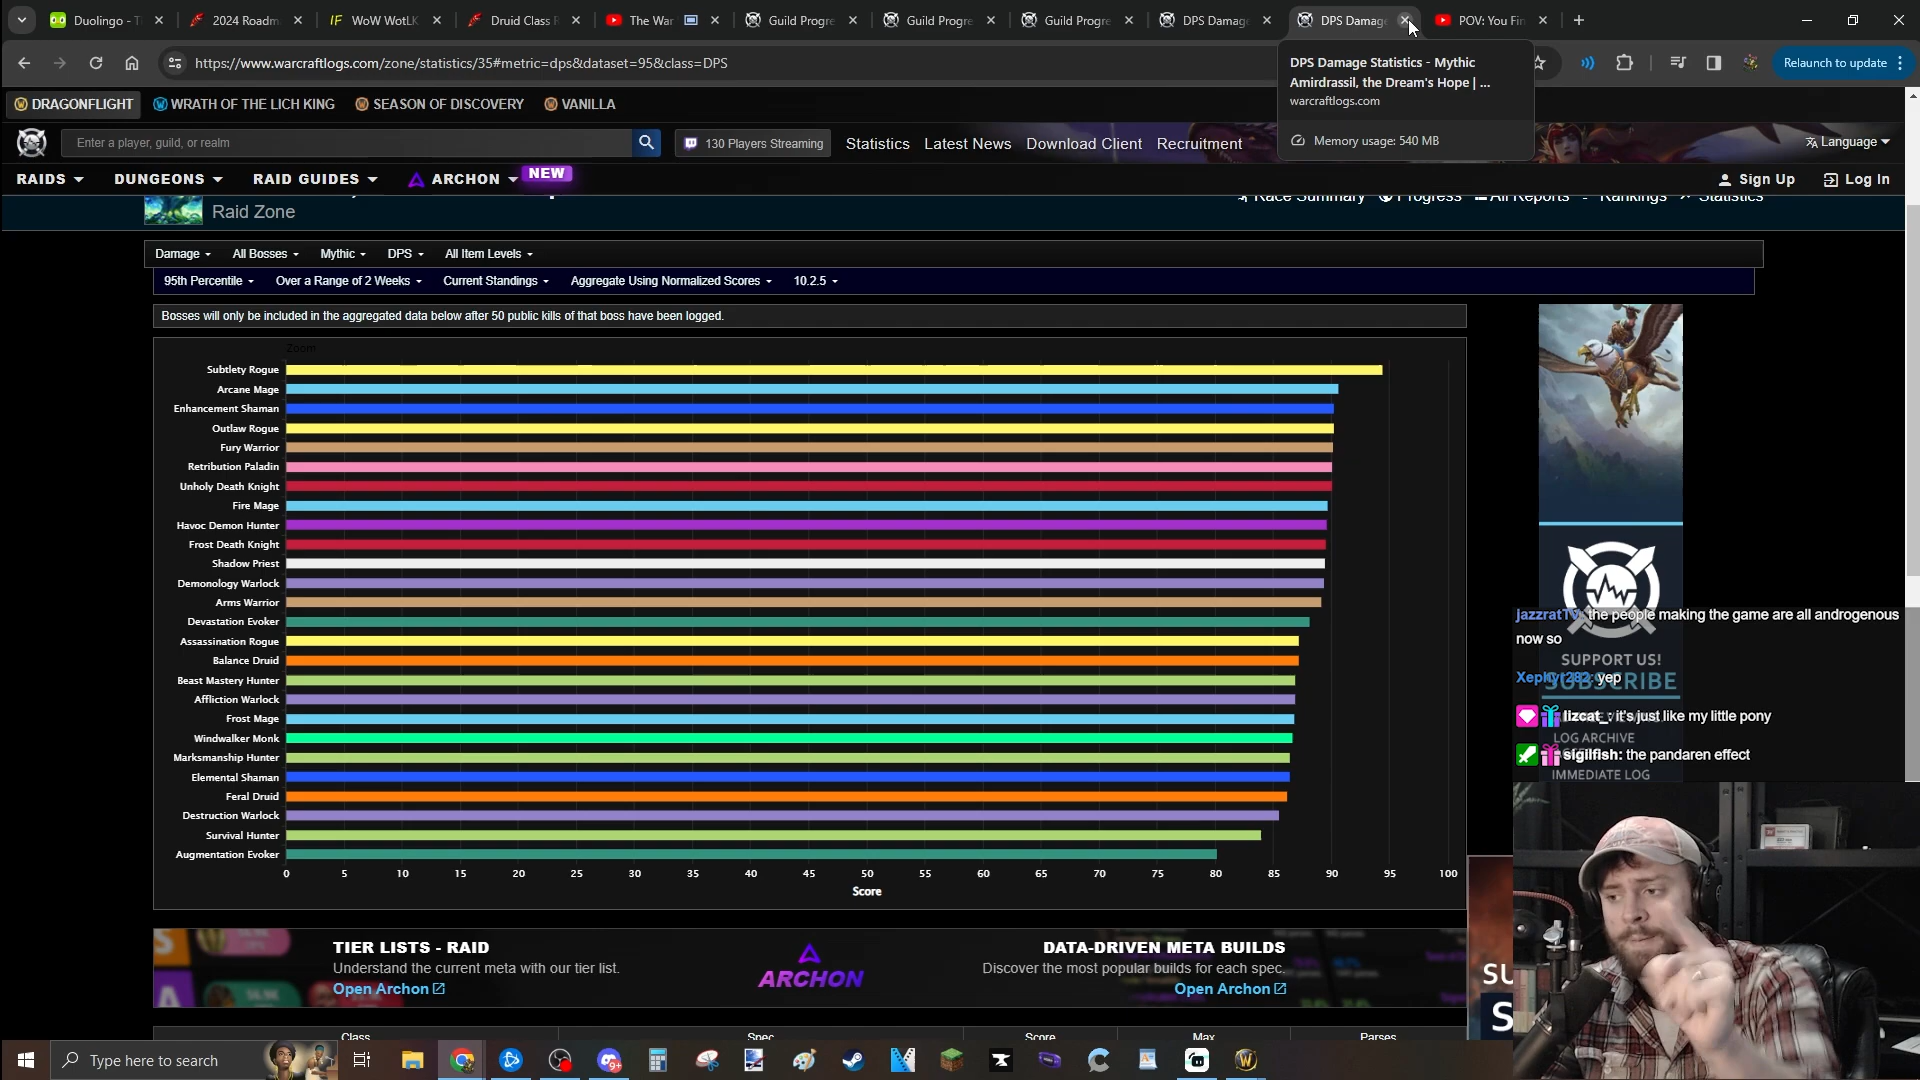 Duolingo - T
2024 Roadm
WoW WotLK
Druid Class F
The War
Guild Progre
Guild Progre
Guild Progre
DPS Damage
DPS Damage
POV: You Fin
https://www.warcraftlogs.com/zone/statistics/35#metric=dps&dataset=95&class=DPS
Relaunch to update
DPS Damage Statistics - Mythic
Amirdrassil, the Dream's Hope | ...
warcraftlogs.com
Memory usage: 540 MB
DRAGONFLIGHT
WRATH OF THE LICH KING
SEASON OF DISCOVERY
VANILLA
Enter a player, guild, or realm
130 Players Streaming
Statistics
Latest News
Download Client
Recruitment
Language
RAIDS
DUNGEONS
RAID GUIDES
ARCHON
NEW
Sign Up
Log In
Raid Zone
Race Summary
Progress
All Reports
Rankings
Statistics
Damage
All Bosses
Mythic
DPS
All Item Levels
95th Percentile
Over a Range of 2 Weeks
Current Standings
Aggregate Using Normalized Scores
10.2.5
Bosses will only be included in the aggregated data below after 50 public kills of that boss have been logged.
Zoom
Subtlety Rogue
Arcane Mage
Enhancement Shaman
Outlaw Rogue
Fury Warrior
Retribution Paladin
Unholy Death Knight
Fire Mage
Havoc Demon Hunter
Frost Death Knight
Shadow Priest
Demonology Warlock
Arms Warrior
Devastation Evoker
Assassination Rogue
Balance Druid
Beast Mastery Hunter
Affliction Warlock
Frost Mage
Windwalker Monk
Marksmanship Hunter
Elemental Shaman
Feral Druid
Destruction Warlock
Survival Hunter
Augmentation Evoker
0 5 10 15 20 25 30 35 40 45 50 55 60 65 70 75 80 85 90 95 100
Score
jazzratTV: the people making the game are all androgenous
now so
SUPPORT US!
Xephyr282: yep
SUBSCRIBE
lizcat_: it's just like my little pony
LOG ARCHIVE
sigilfish: the pandaren effect
IMMEDIATE LOG
TIER LISTS - RAID
Understand the current meta with our tier list.
Open Archon
ARCHON
DATA-DRIVEN META BUILDS
Discover the most popular builds for each spec.
Open Archon
Class
Spec
Score
Max
Parses
SU
S
Type here to search